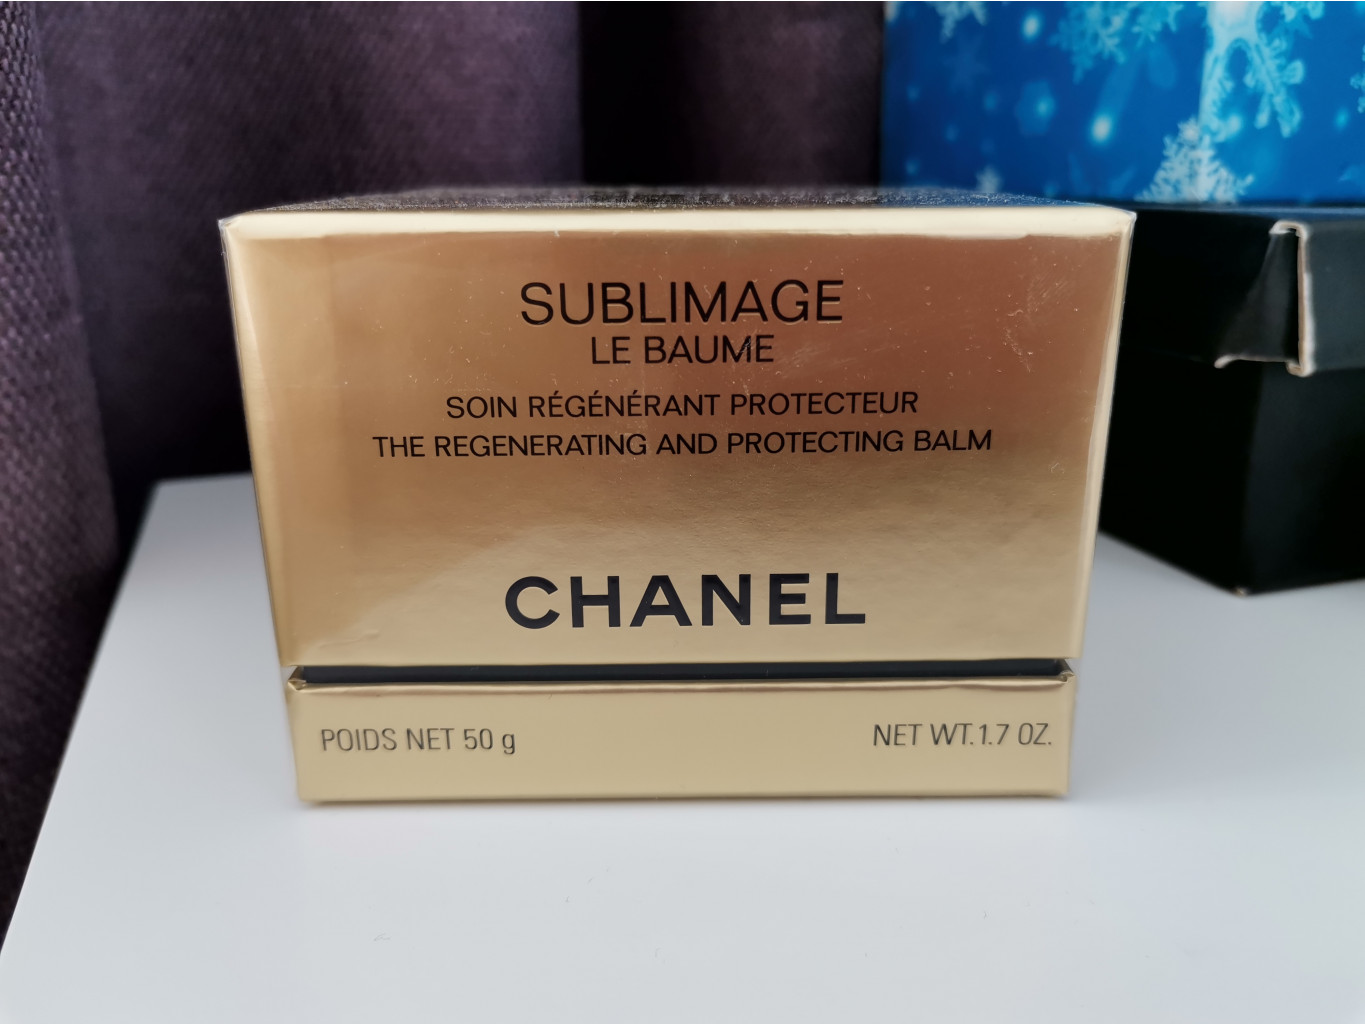 SUBLIMAGE
LE BAUME
SOIN RÉGÉNÉRANT PROTECTEUR
THE REGENERATING AND PROTECTING BALM
CHANEL
POIDS NET 50 g
NET WT.1.7 OZ.